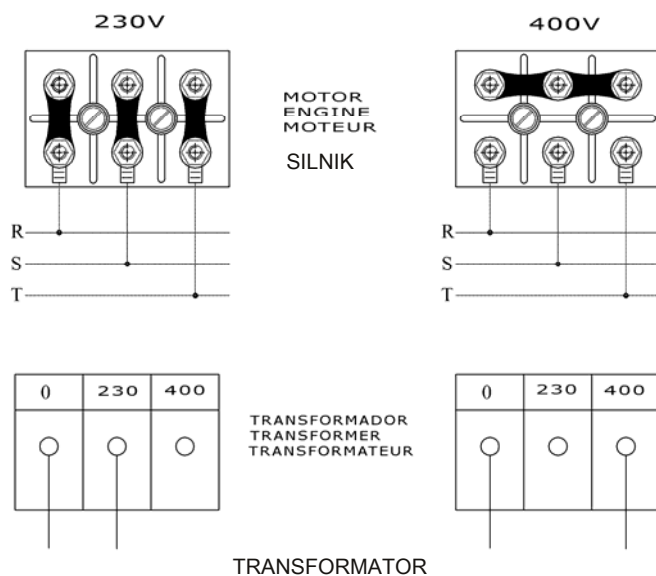 230V
400V
MOTOR
ENGINE
MOTEUR
SILNIK
R
S
T
R
S
T
0 230 400
0 230 400
TRANSFORMADOR
TRANSFORMER
TRANSFORMATEUR
TRANSFORMATOR